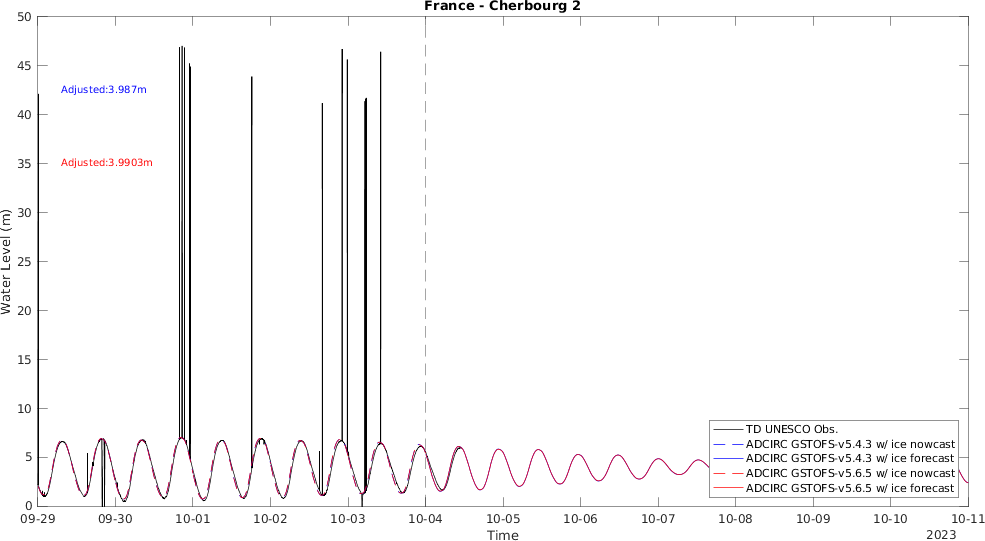 France - Cherbourg 2
50
45
40
35
30
25
20
15
10
5
0
Water Level (m)
Adjusted:3.987m
Adjusted:3.9903m
TD UNESCO Obs.
ADCIRC GSTOFS-v5.4.3 w/ ice nowcast
ADCIRC GSTOFS-v5.4.3 w/ ice forecast
ADCIRC GSTOFS-v5.6.5 w/ ice nowcast
ADCIRC GSTOFS-v5.6.5 w/ ice forecast
09-29 09-30 10-01 10-02 10-03 10-04 10-05 10-06 10-07 10-08 10-09 10-10 10-11
Time
2023